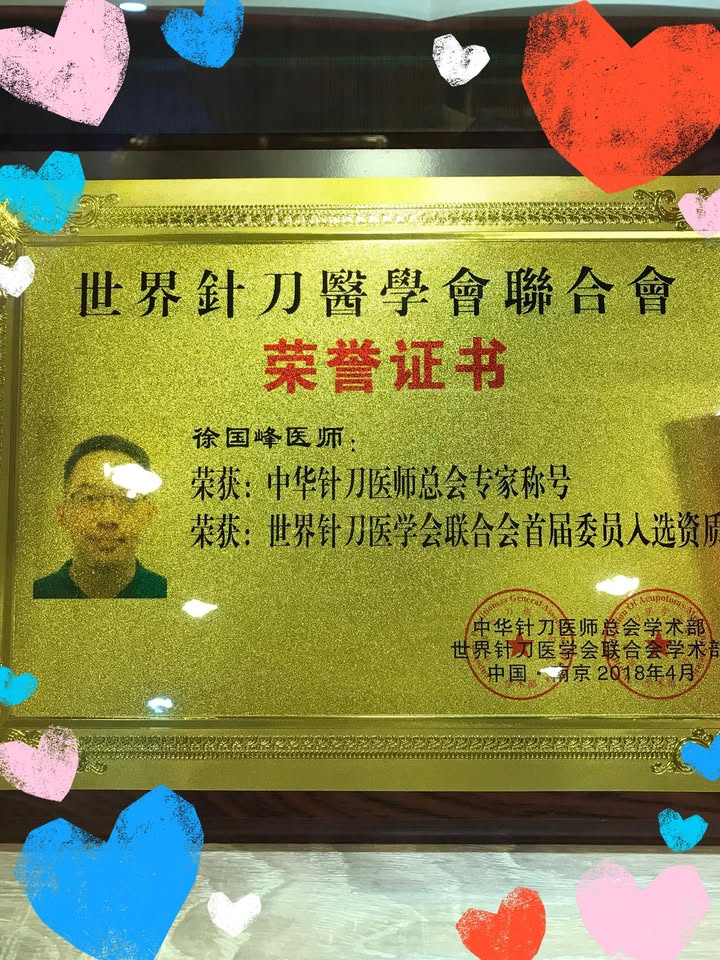 世界針刀醫學會聯合會
荣誉证书
徐国峰医师：
荣获：中华针刀医师总会专家称号
荣获：世界针刀医学会联合会首届委员入选资质
中华针刀医师总会学术部
世界针刀医学会联合会学术部
中国·南京 2018年4月